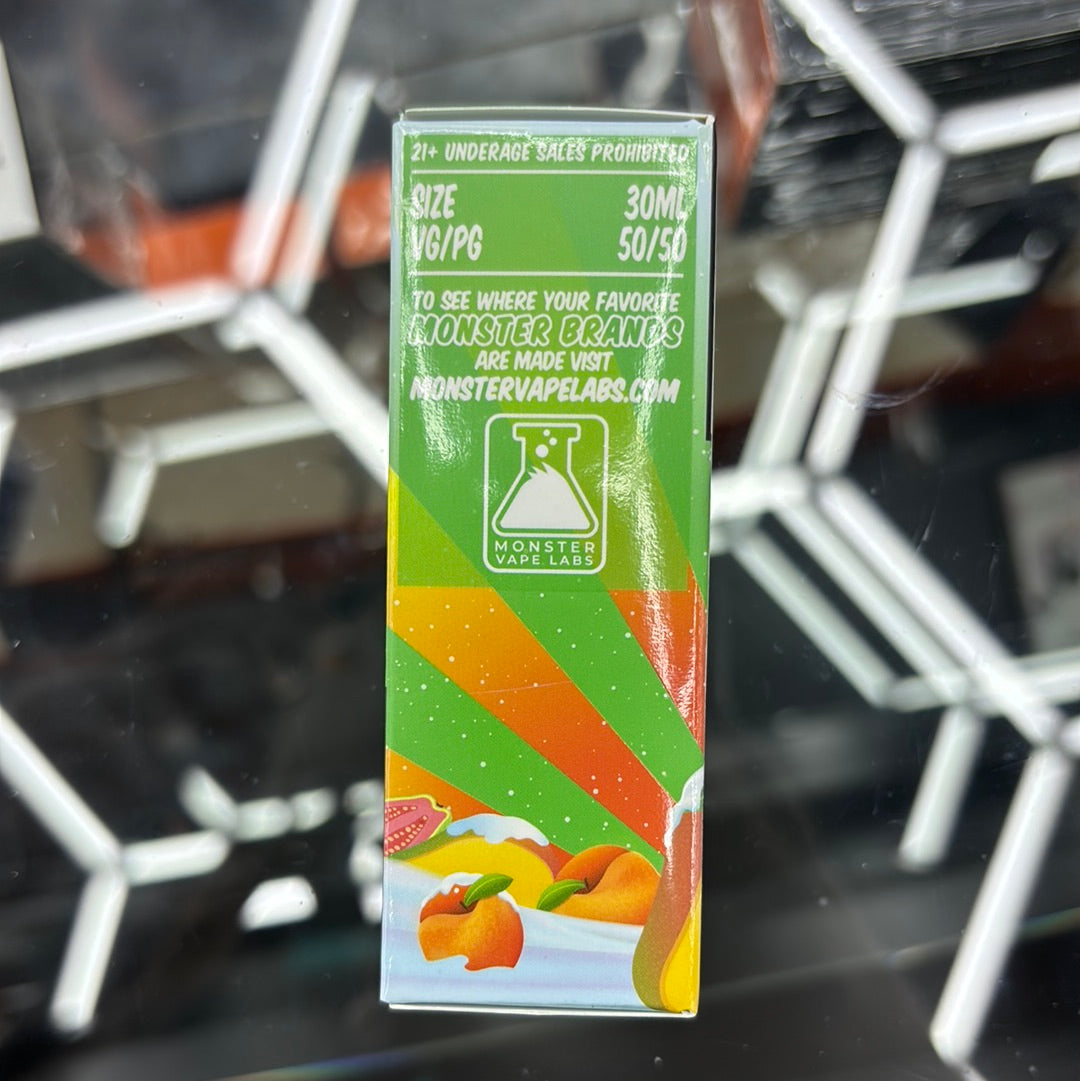 21+ UNDERAGE SALES PROHIBITED
SIZE 30ML
VG/PG 50/50
TO SEE WHERE YOUR FAVORITE
MONSTER BRANDS
ARE MADE VISIT
MONSTERVAPELABS.COM
MONSTER
VAPE LABS